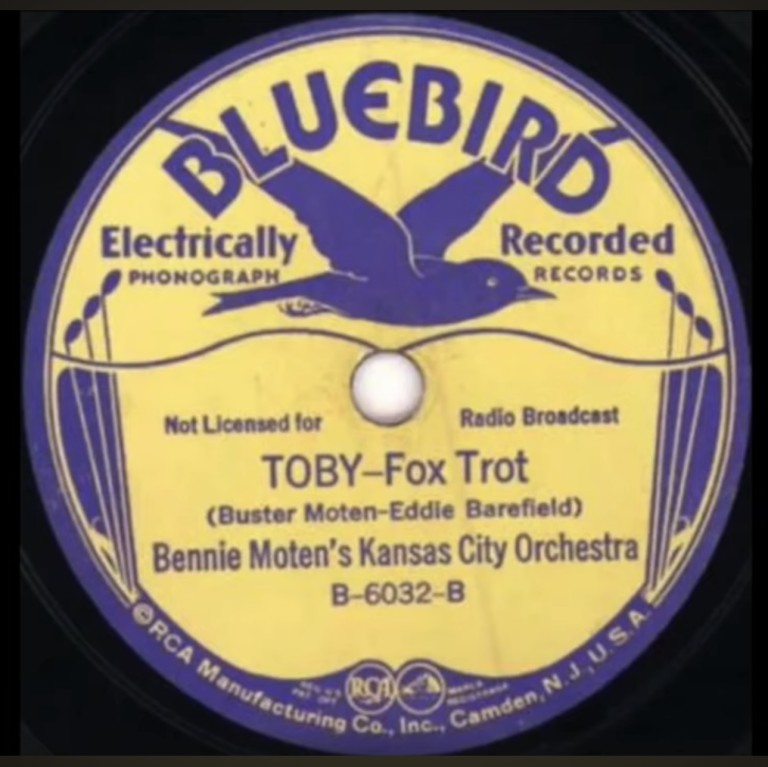 BLUEBIRD
Electrically Recorded
PHONOGRAPH RECORDS
Not Licensed for Radio Broadcast
TOBY–Fox Trot
(Buster Moten–Eddie Barefield)
Bennie Moten's Kansas City Orchestra
B–6032–B
RCA
©RCA Manufacturing Co., Inc., Camden, N.J., U.S.A.